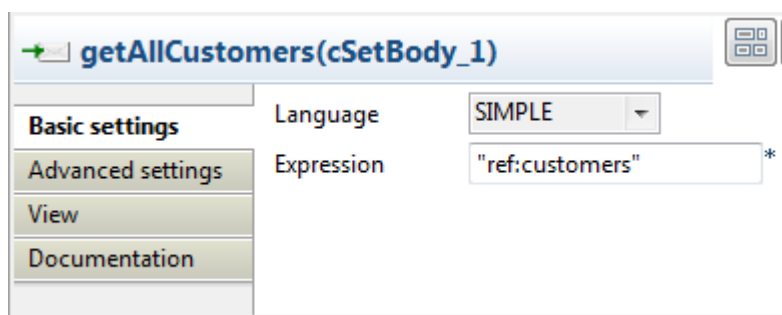 getAllCustomers(cSetBody_1)
Basic settings
Language SIMPLE
Advanced settings
Expression "ref:customers" *
View
Documentation